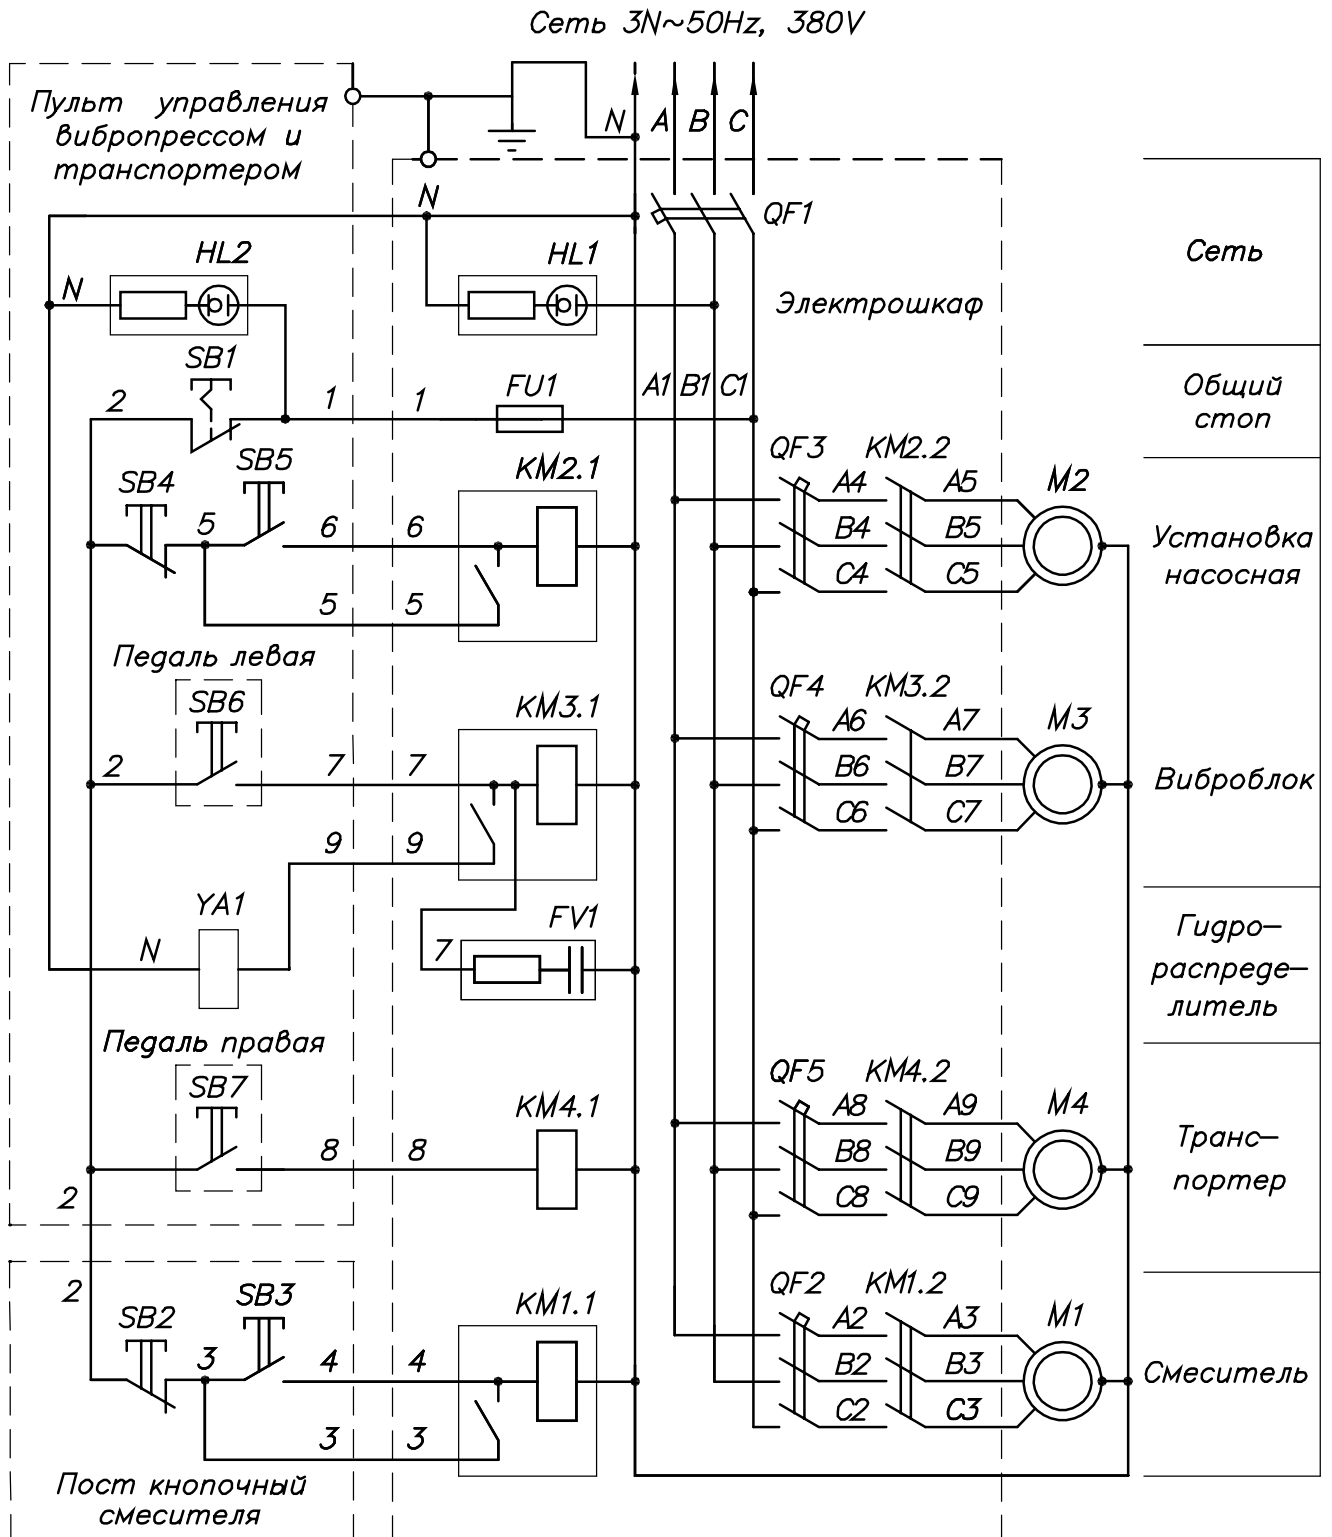 Сеть 3N~50Hz, 380V
Пульт управления
вибропрессом и
транспортером
N A B C
N
QF1
Сеть
HL2 HL1
N
Электрошкаф
SB1
FU1 A1 B1 C1
2 1 1
Общий
стоп
SB4 SB5 KM2.1
5 6 6
5 5
QF3 KM2.2 M2
A4 A5
B4 B5
C4 C5
Установка
насосная
Педаль левая
SB6 KM3.1
2 7 7
9 9
QF4 KM3.2 M3
A6 A7
B6 B7
C6 C7
Виброблок
YA1 FV1
N 7
Гидро-
распреде-
литель
Педаль правая
SB7 KM4.1
8 8
2
QF5 KM4.2 M4
A8 A9
B8 B9
C8 C9
Транс-
портер
2
SB2 SB3 KM1.1
3 4 4
3 3
QF2 KM1.2 M1
A2 A3
B2 B3
C2 C3
Смеситель
Пост кнопочный
смесителя